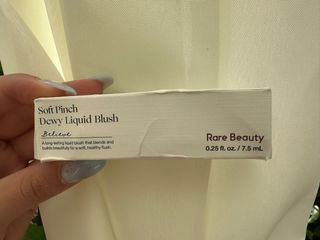 Soft Pinch
Dewy Liquid Blush
Believe
A long-lasting liquid blush that blends and
builds beautifully for a soft, healthy flush.
Rare Beauty
0.25 fl. oz. / 7.5 mL